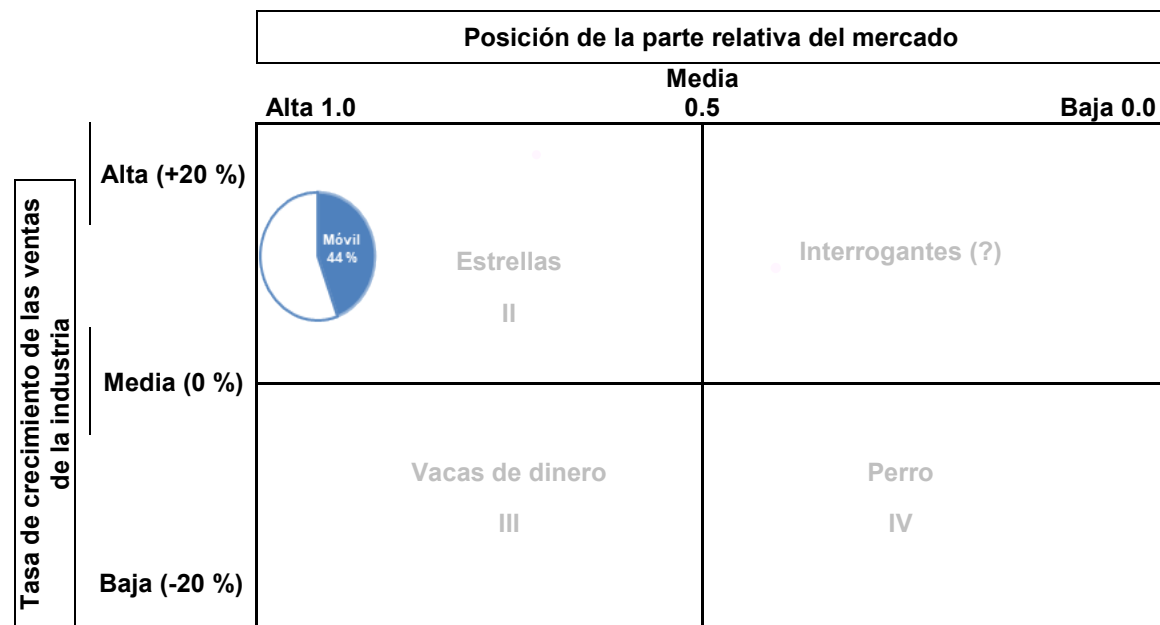 Posición de la parte relativa del mercado
Media
Alta 1.0
0.5
Baja 0.0
Tasa de crecimiento de las ventas
de la industria
Alta (+20 %)
Móvil
44 %
Estrellas
II
Interrogantes (?)
Media (0 %)
Vacas de dinero
III
Perro
IV
Baja (-20 %)